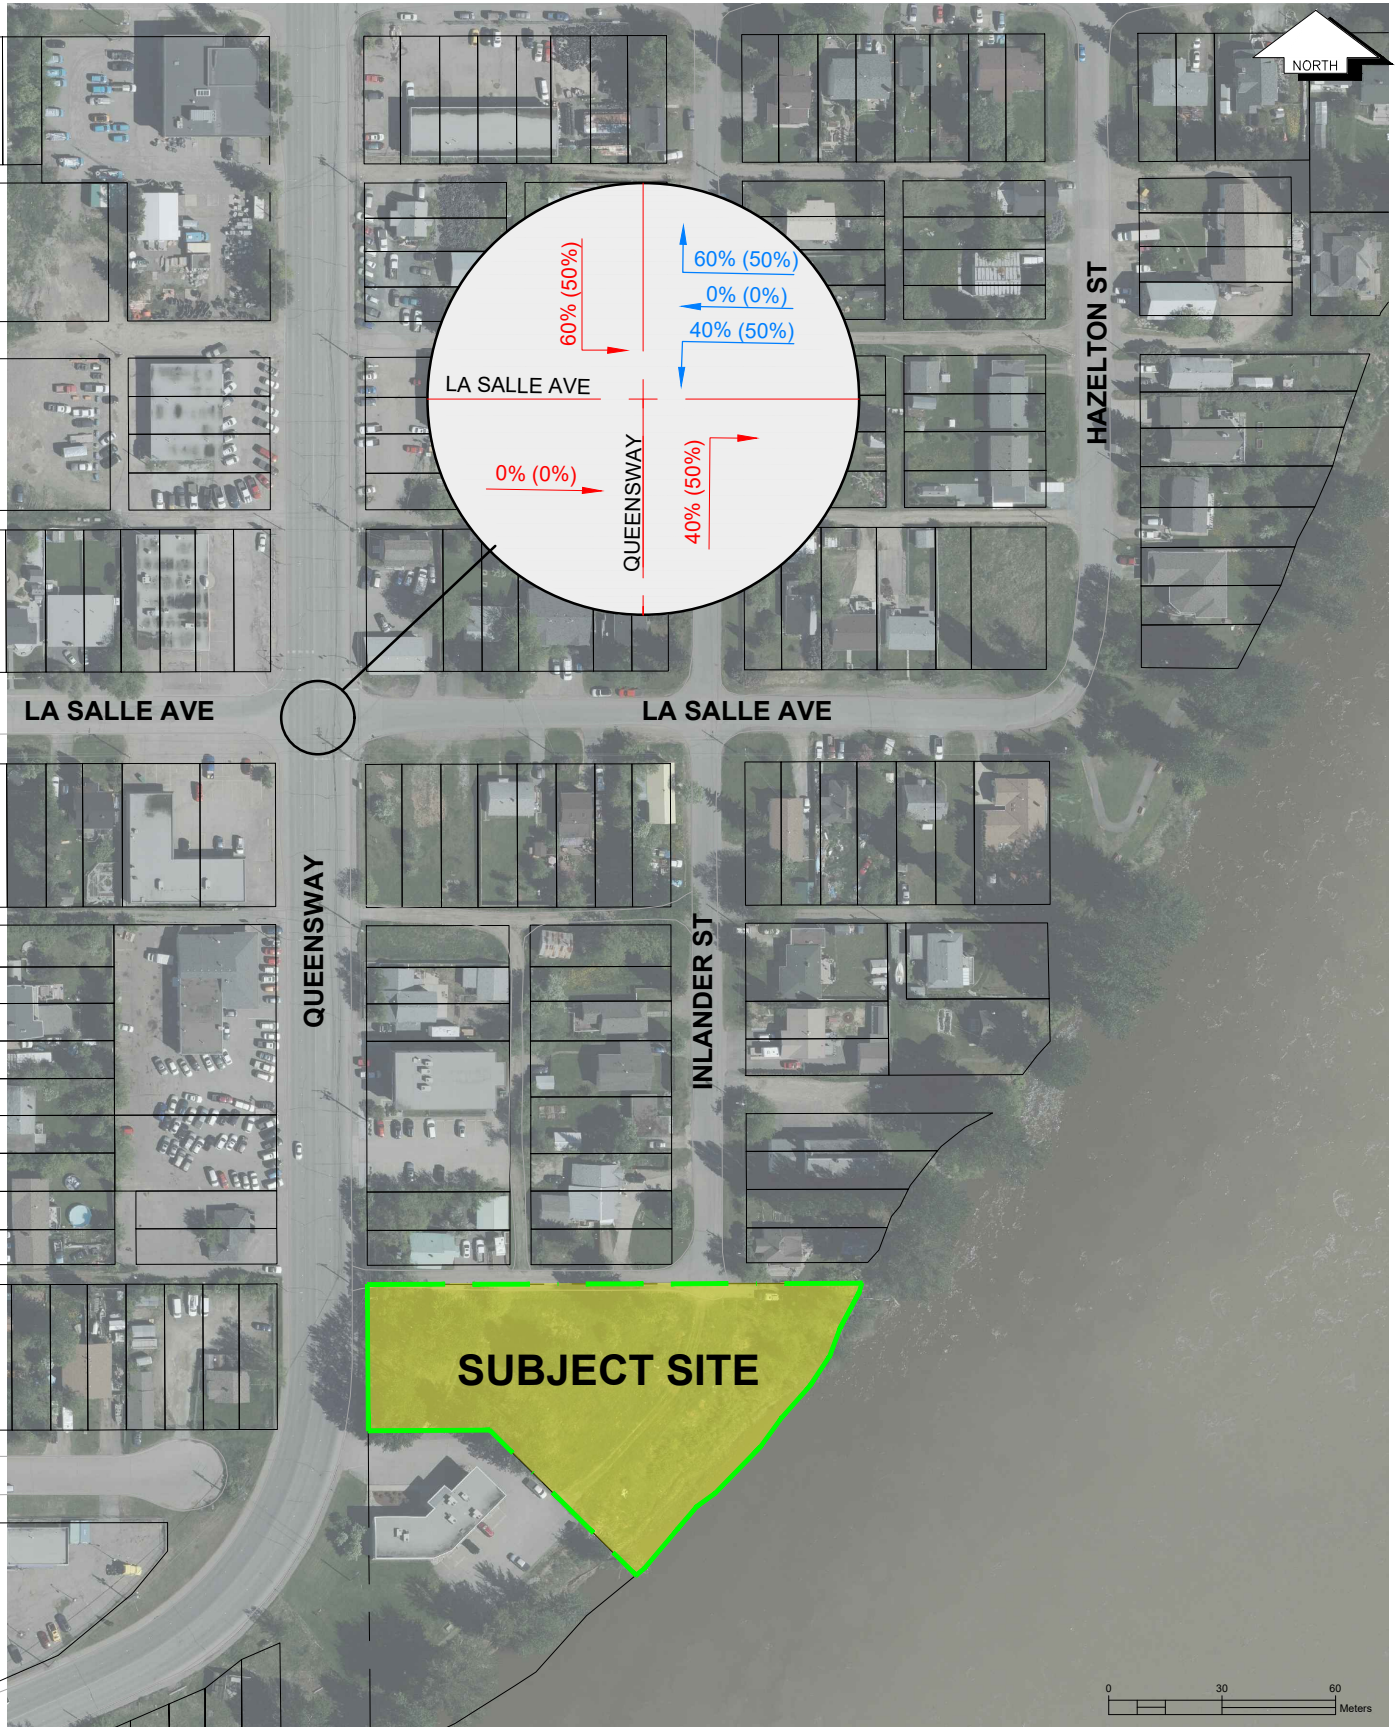 NORTH
60% (50%)
60% (50%)
0% (0%)
40% (50%)
LA SALLE AVE
0% (0%)
QUEENSWAY
40% (50%)
HAZELTON ST
LA SALLE AVE
LA SALLE AVE
QUEENSWAY
INLANDER ST
SUBJECT SITE
0 30 60
Meters